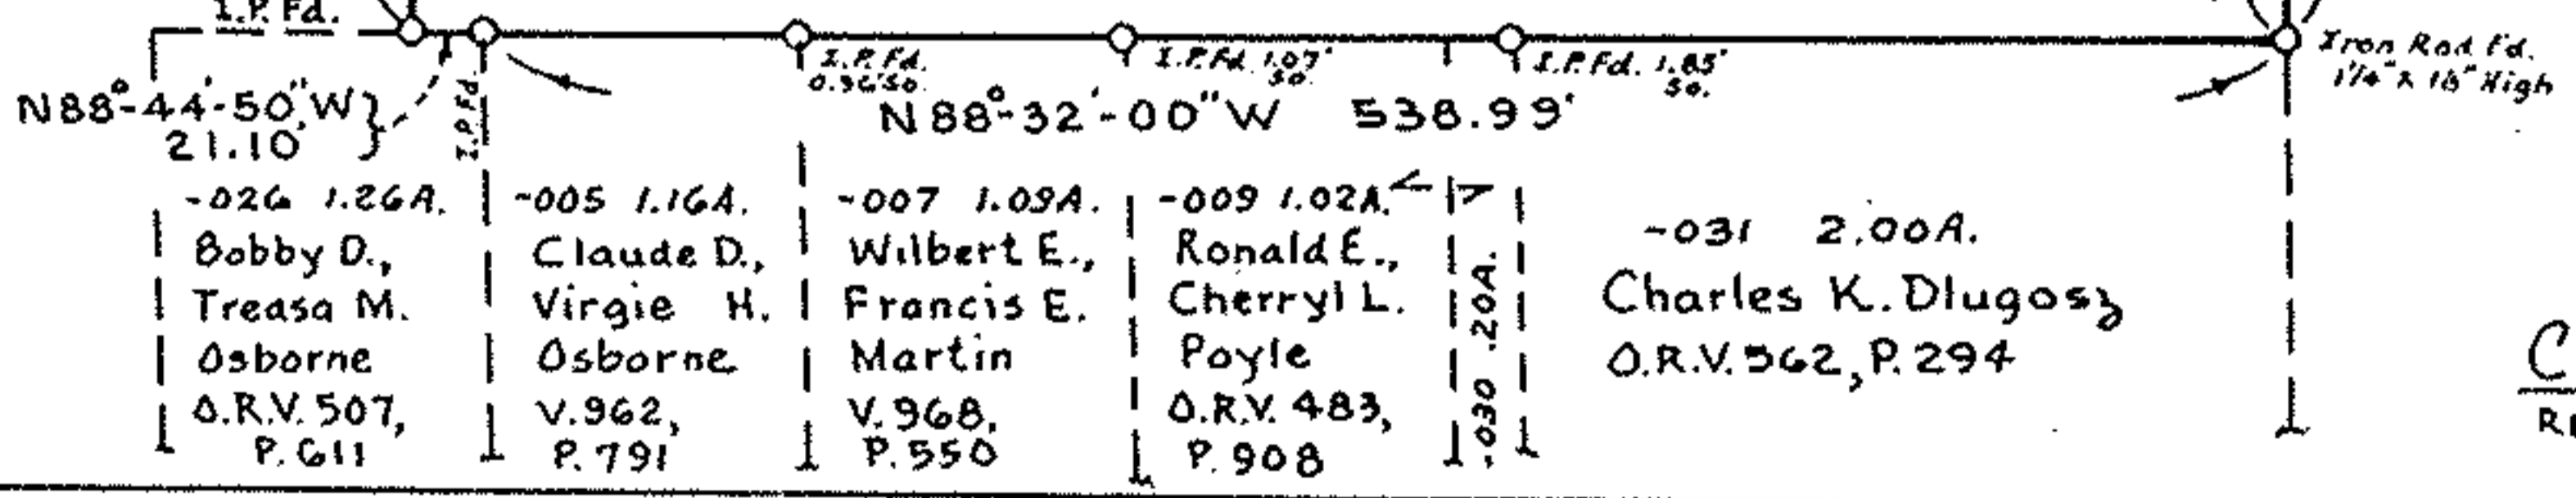 I.P. Fd.
N88°-44'-50"W
21.10'
I.P. Fd.
I.P. Fd.
0.96' So.
I.P. Fd. 1.07'
So.
I.P. Fd. 1.85'
So.
Iron Rod Fd.
1¼" x 16" High
N88°-32'-00"W 538.99'
-026 1.26A.
Bobby D.,
Treasa M.
Osborne
O.R.V. 507,
P. 611
-005 1.16A.
Claude D.,
Virgie H.
Osborne
V. 962,
P. 791
-007 1.09A.
Wilbert E.,
Francis E.
Martin
V. 968,
P. 550
-009 1.02A.
Ronald E.,
Cherryl L.
Poyle
O.R.V. 483,
P. 908
-030 .20A.
-031 2.00A.
Charles K. Dlugosz
O.R.V. 562, P. 294